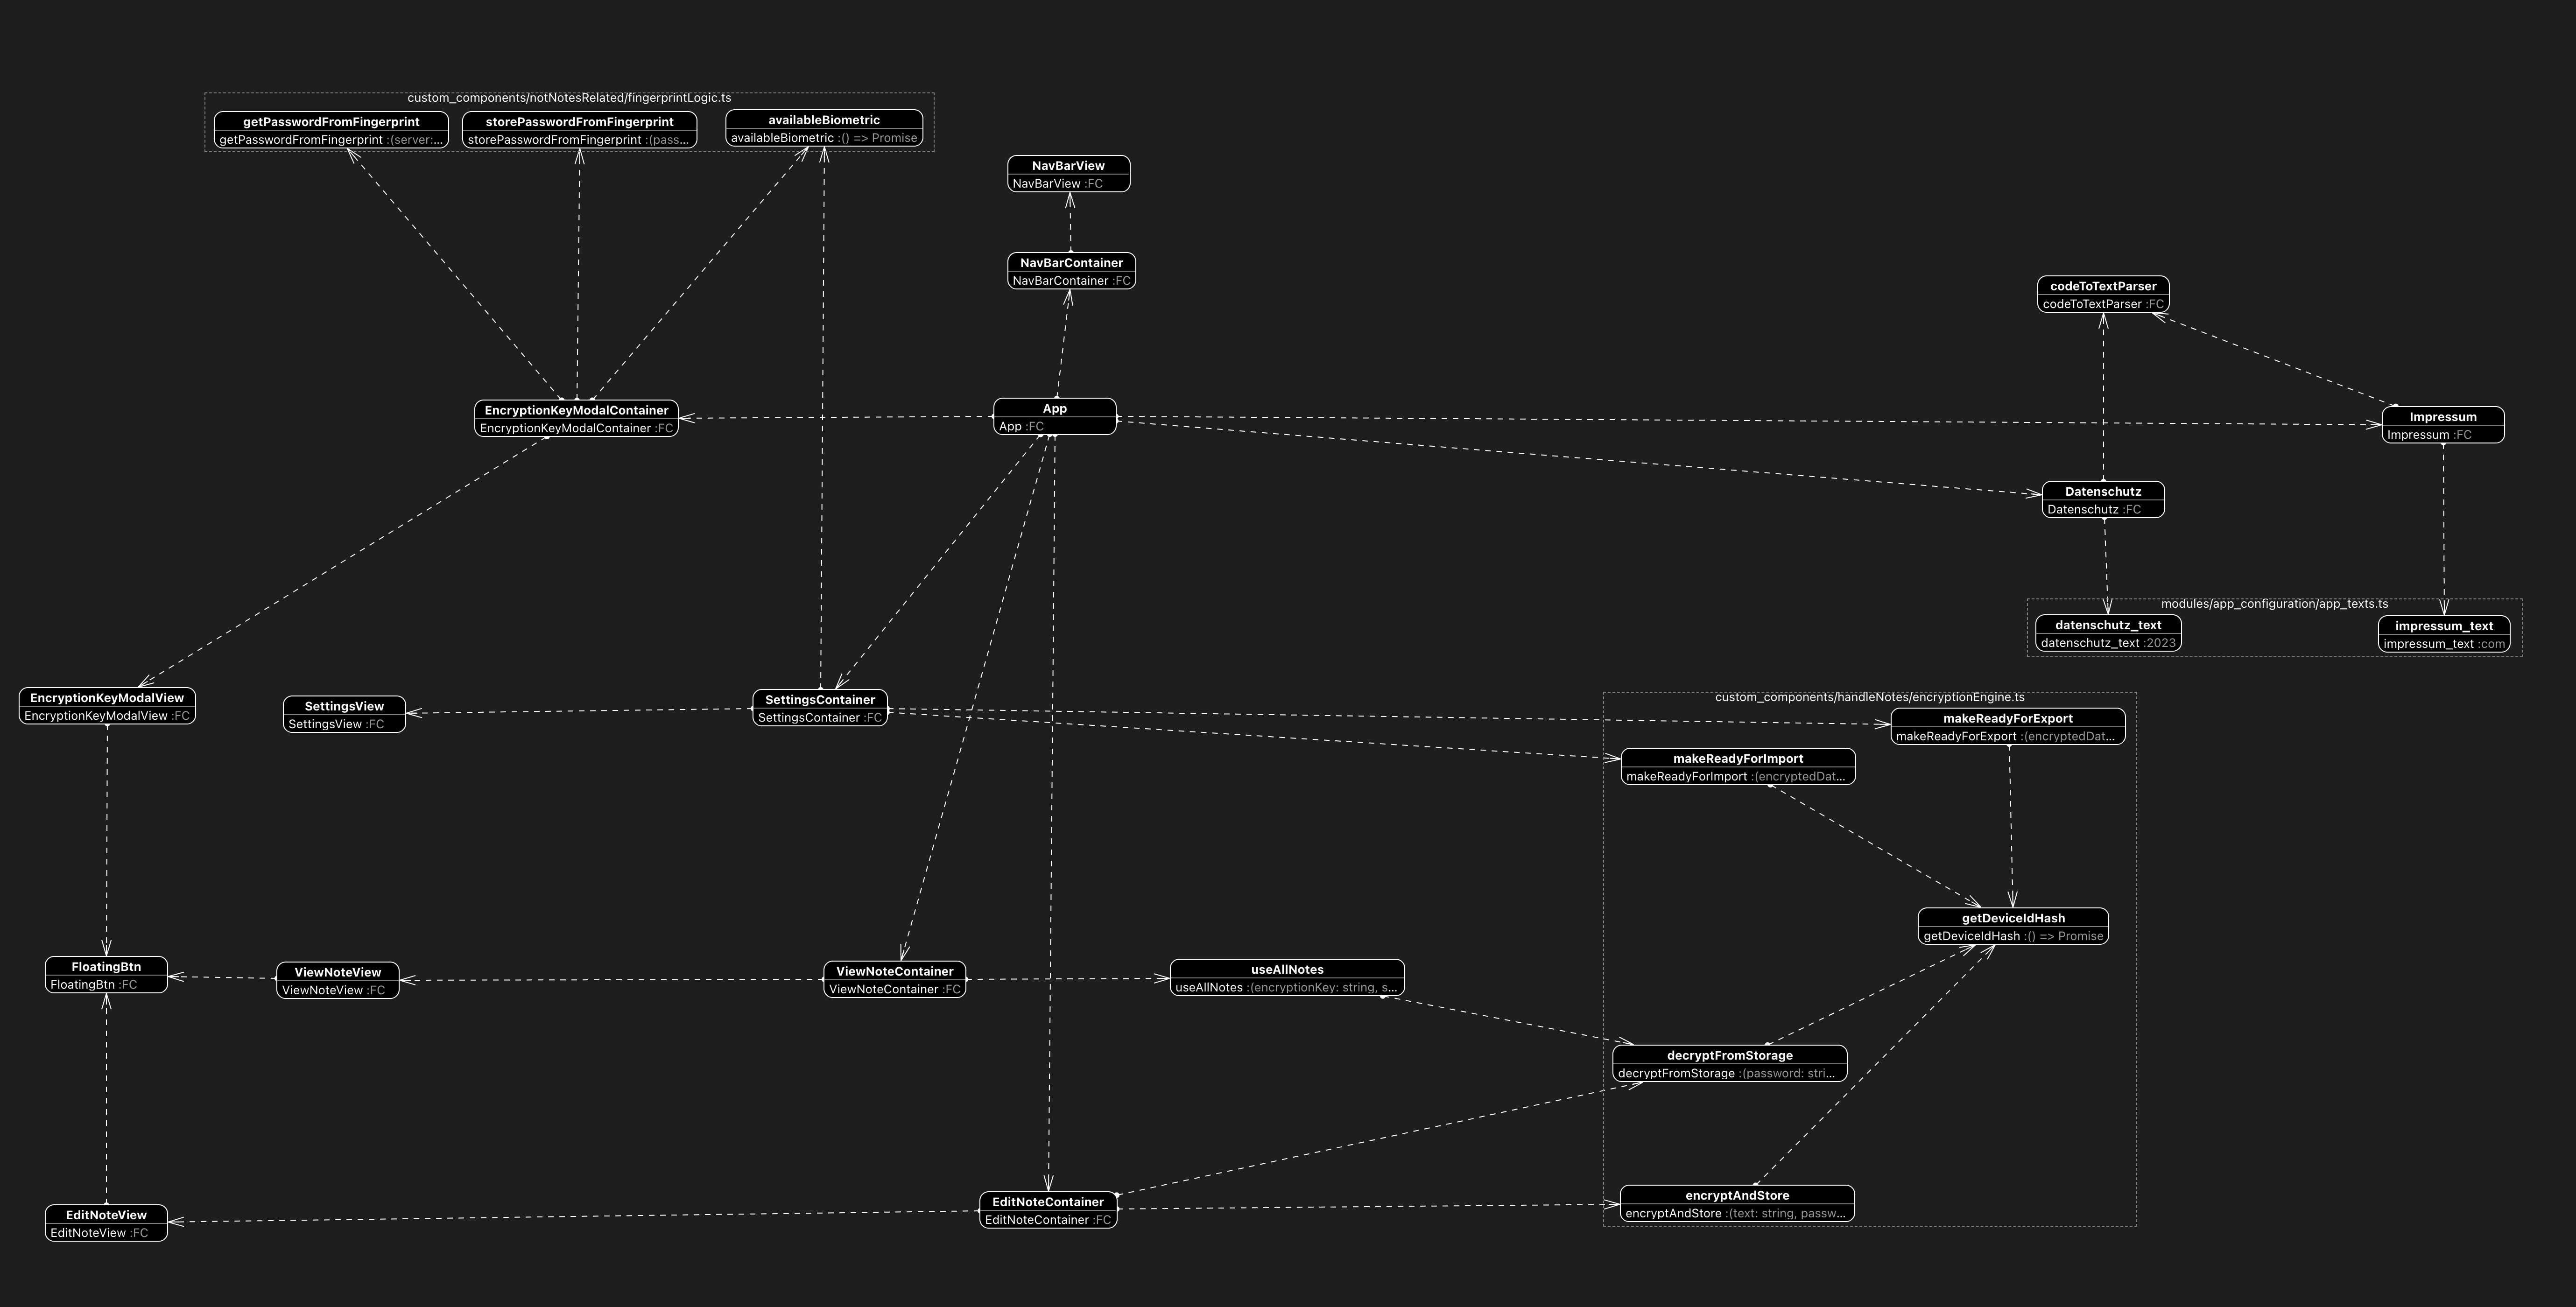 custom_components/notNotesRelated/fingerprintLogic.ts
getPasswordFromFingerprint
getPasswordFromFingerprint :(server:...
storePasswordFromFingerprint
storePasswordFromFingerprint :(pass...
availableBiometric
availableBiometric :() => Promise
NavBarView
NavBarView :FC
NavBarContainer
NavBarContainer :FC
codeToTextParser
codeToTextParser :FC
EncryptionKeyModalContainer
EncryptionKeyModalContainer :FC
App
App :FC
Impressum
Impressum :FC
Datenschutz
Datenschutz :FC
modules/app_configuration/app_texts.ts
datenschutz_text
datenschutz_text :2023
impressum_text
impressum_text :com
EncryptionKeyModalView
EncryptionKeyModalView :FC
SettingsView
SettingsView :FC
SettingsContainer
SettingsContainer :FC
custom_components/handleNotes/encryptionEngine.ts
makeReadyForExport
makeReadyForExport :(encryptedDat...
makeReadyForImport
makeReadyForImport :(encryptedDat...
getDeviceIdHash
getDeviceIdHash :() => Promise
FloatingBtn
FloatingBtn :FC
ViewNoteView
ViewNoteView :FC
ViewNoteContainer
ViewNoteContainer :FC
useAllNotes
useAllNotes :(encryptionKey: string, s...
decryptFromStorage
decryptFromStorage :(password: stri...
EditNoteView
EditNoteView :FC
EditNoteContainer
EditNoteContainer :FC
encryptAndStore
encryptAndStore :(text: string, passw...